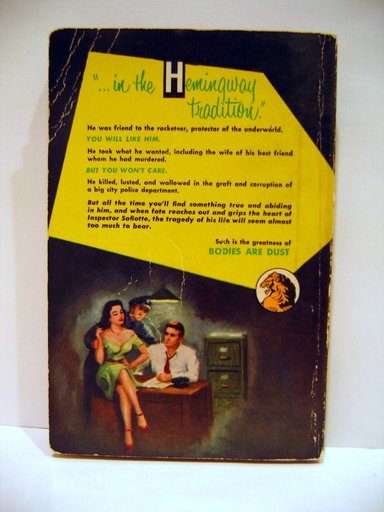 "...in the Hemingway
tradition."
He was friend to the racketeer, protector of the underworld.
YOU WILL LIKE HIM.
He took what he wanted, including the wife of his best friend
whom he had murdered.
BUT YOU WON'T CARE.
He killed, lusted, and wallowed in the graft and corruption of
a big city police department.
But all the time you'll find something true and abiding
in him, and when fate reaches out and grips the heart of
Inspector Safiotte, the tragedy of his life will seem almost
too much to bear.
Such is the greatness of
BODIES ARE DUST